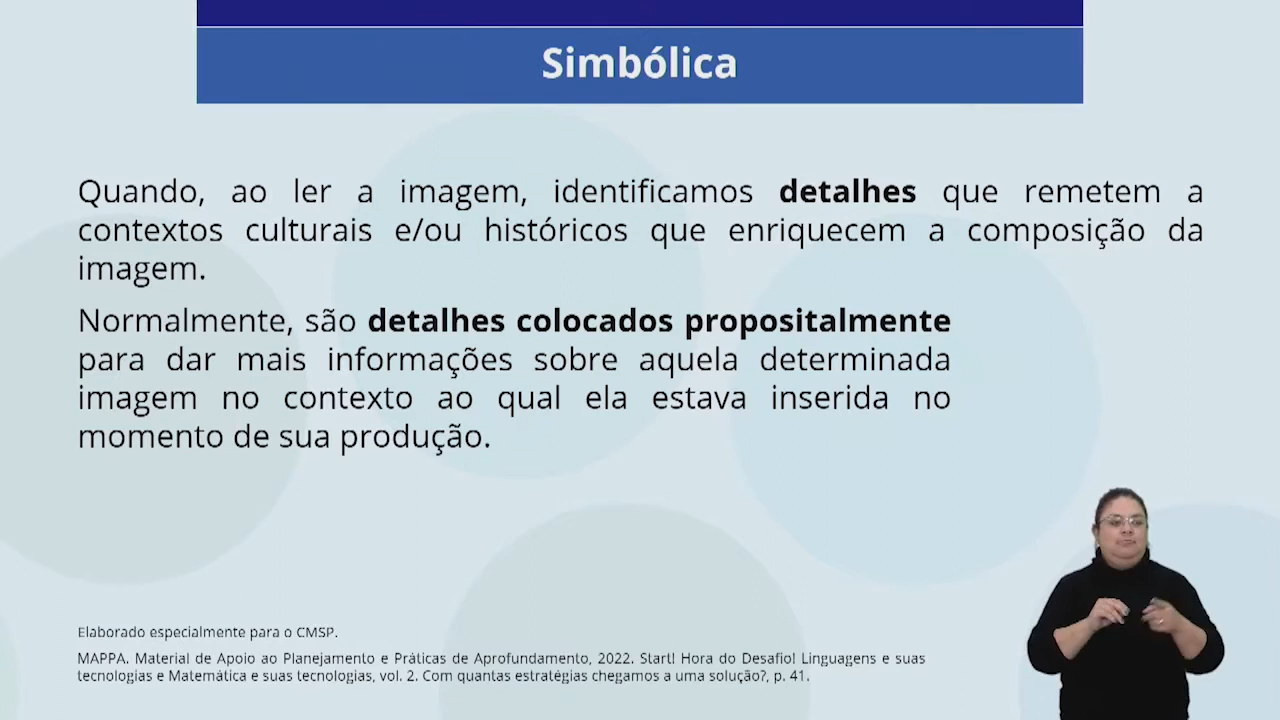 Simbólica
Quando, ao ler a imagem, identificamos detalhes que remetem a
contextos culturais e/ou históricos que enriquecem a composição da
imagem.
Normalmente, são detalhes colocados propositalmente
para dar mais informações sobre aquela determinada
imagem no contexto ao qual ela estava inserida no
momento de sua produção.
Elaborado especialmente para o CMSP.
MAPPA. Material de Apoio ao Planejamento e Práticas de Aprofundamento, 2022. Start! Hora do Desafio! Linguagens e suas
tecnologias e Matemática e suas tecnologias, vol. 2. Com quantas estratégias chegamos a uma solução?, p. 41.